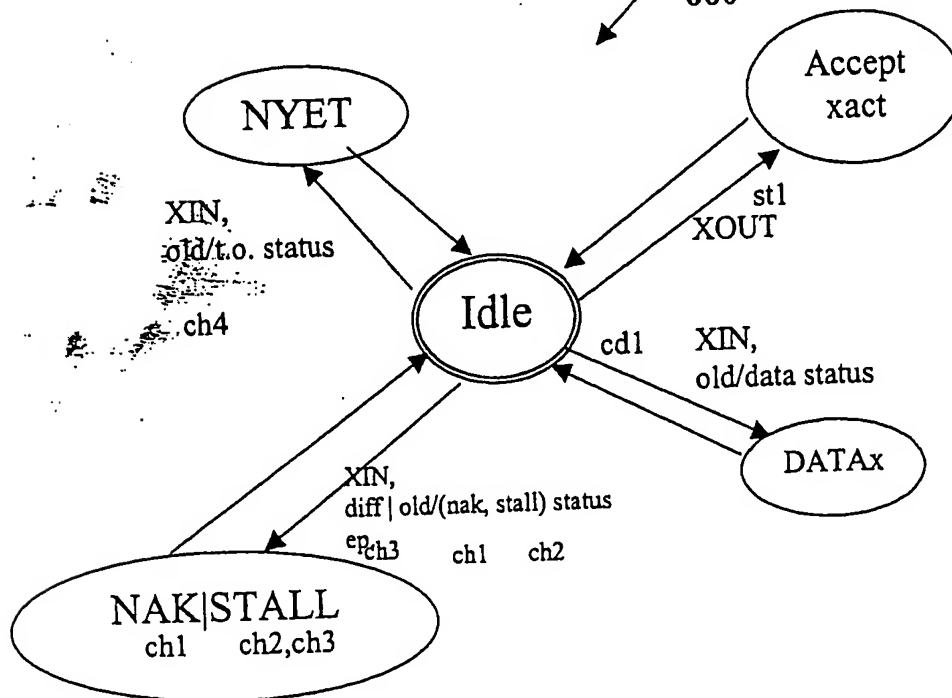 Accept
xact
NYET
st1
XOUT
XIN,
old/t.o. status
ch4
Idle
cd1
XIN,
old/data status
DATAx
XIN,
diff | old/(nak, stall) status
ep
ch3 ch1 ch2
NAK|STALL
ch1 ch2,ch3